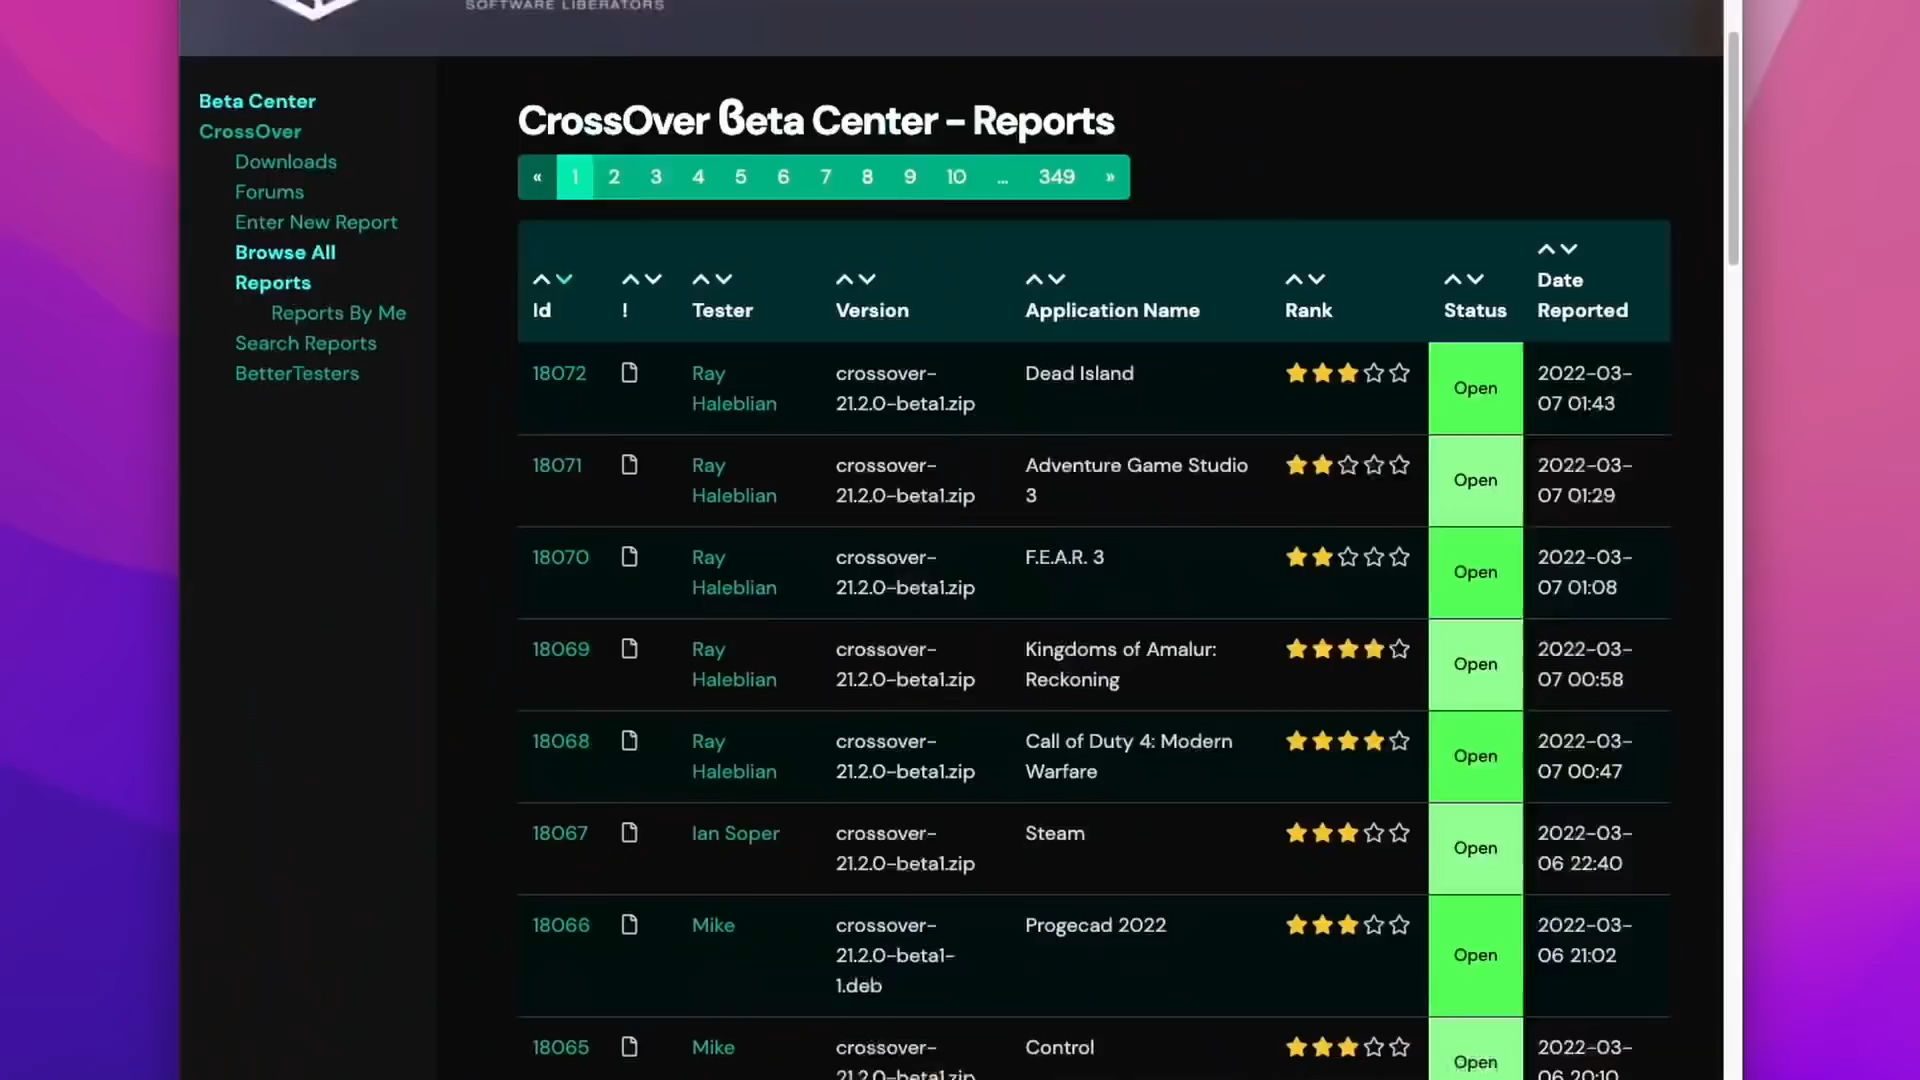 SOFTWARE LIBERATORS
Beta Center
CrossOver
Downloads
Forums
Enter New Report
Browse All
Reports
Reports By Me
Search Reports
BetterTesters
CrossOver βeta Center – Reports
« 1 2 3 4 5 6 7 8 9 10 ... 349 »
Id ! Tester Version Application Name Rank Status Date
Reported
18072 Ray crossover- Dead Island Open 2022-03-
Haleblian 21.2.0-beta1.zip 07 01:43
18071 Ray crossover- Adventure Game Studio Open 2022-03-
Haleblian 21.2.0-beta1.zip 3 07 01:29
18070 Ray crossover- F.E.A.R. 3 Open 2022-03-
Haleblian 21.2.0-beta1.zip 07 01:08
18069 Ray crossover- Kingdoms of Amalur: Open 2022-03-
Haleblian 21.2.0-beta1.zip Reckoning 07 00:58
18068 Ray crossover- Call of Duty 4: Modern Open 2022-03-
Haleblian 21.2.0-beta1.zip Warfare 07 00:47
18067 Ian Soper crossover- Steam Open 2022-03-
21.2.0-beta1.zip 06 22:40
18066 Mike crossover- Progecad 2022 Open 2022-03-
21.2.0-beta1- 06 21:02
1.deb
18065 Mike crossover- Control Open 2022-03-
21.2.0-beta1.zip 06 20:10